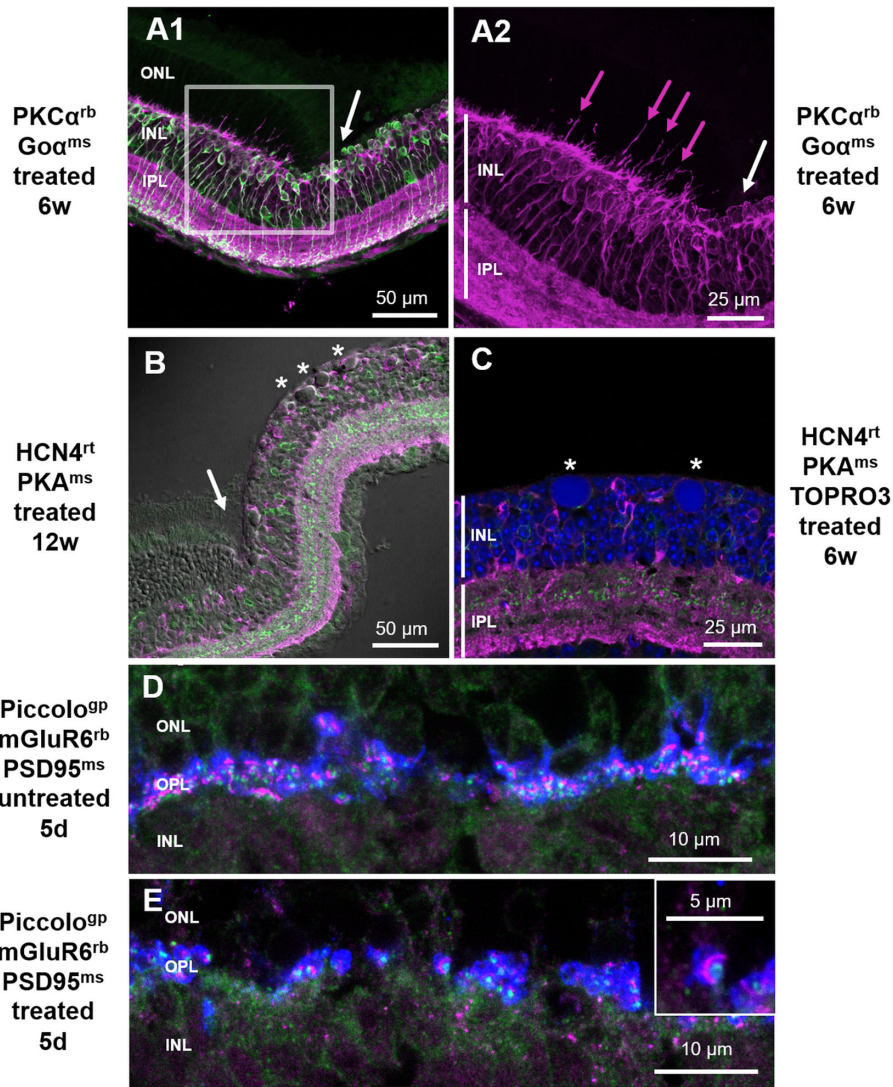 A1
ONL
INL
IPL
50 µm
PKCα^rb
Goα^ms
treated
6w
A2
INL
IPL
25 µm
PKCα^rb
Goα^ms
treated
6w
B
* * *
50 µm
HCN4^rt
PKA^ms
treated
12w
C
* *
INL
IPL
25 µm
HCN4^rt
PKA^ms
TOPRO3
treated
6w
Piccolo^gp
mGluR6^rb
PSD95^ms
untreated
5d
D
ONL
OPL
INL
10 µm
Piccolo^gp
mGluR6^rb
PSD95^ms
treated
5d
E
ONL
OPL
INL
5 µm
10 µm